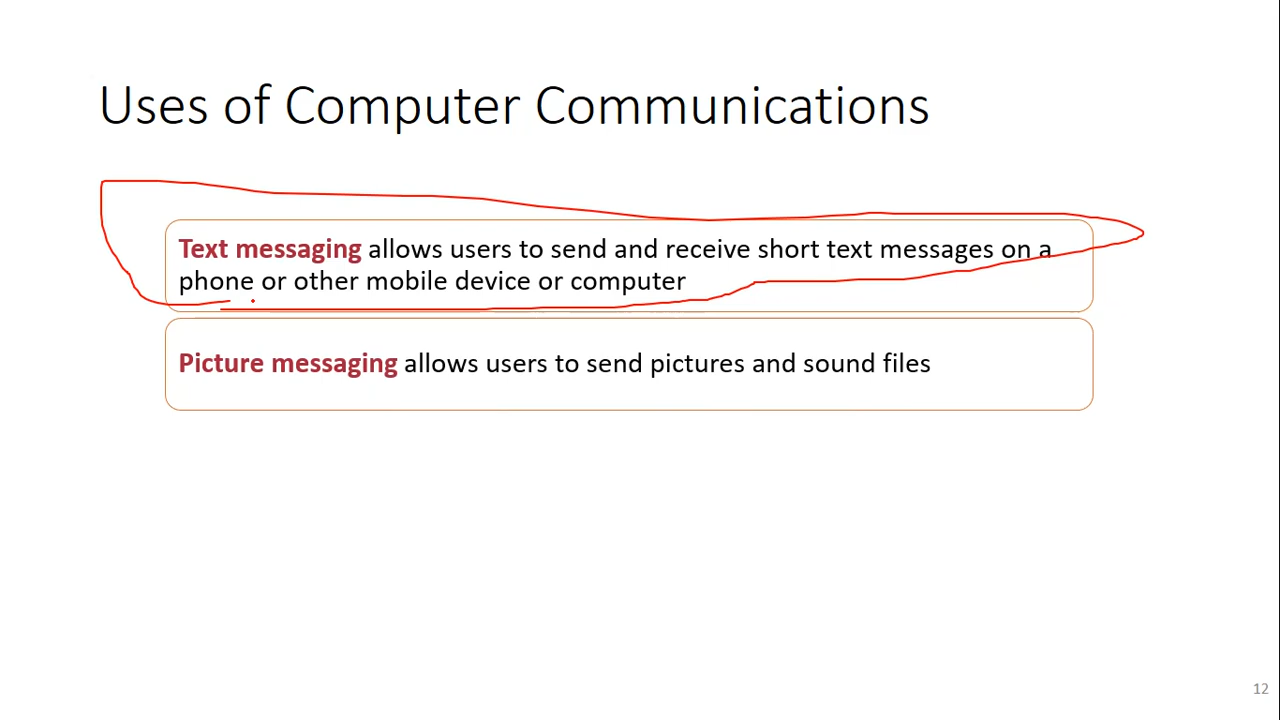 Uses of Computer Communications
Text messaging allows users to send and receive short text messages on a
phone or other mobile device or computer
Picture messaging allows users to send pictures and sound files
12